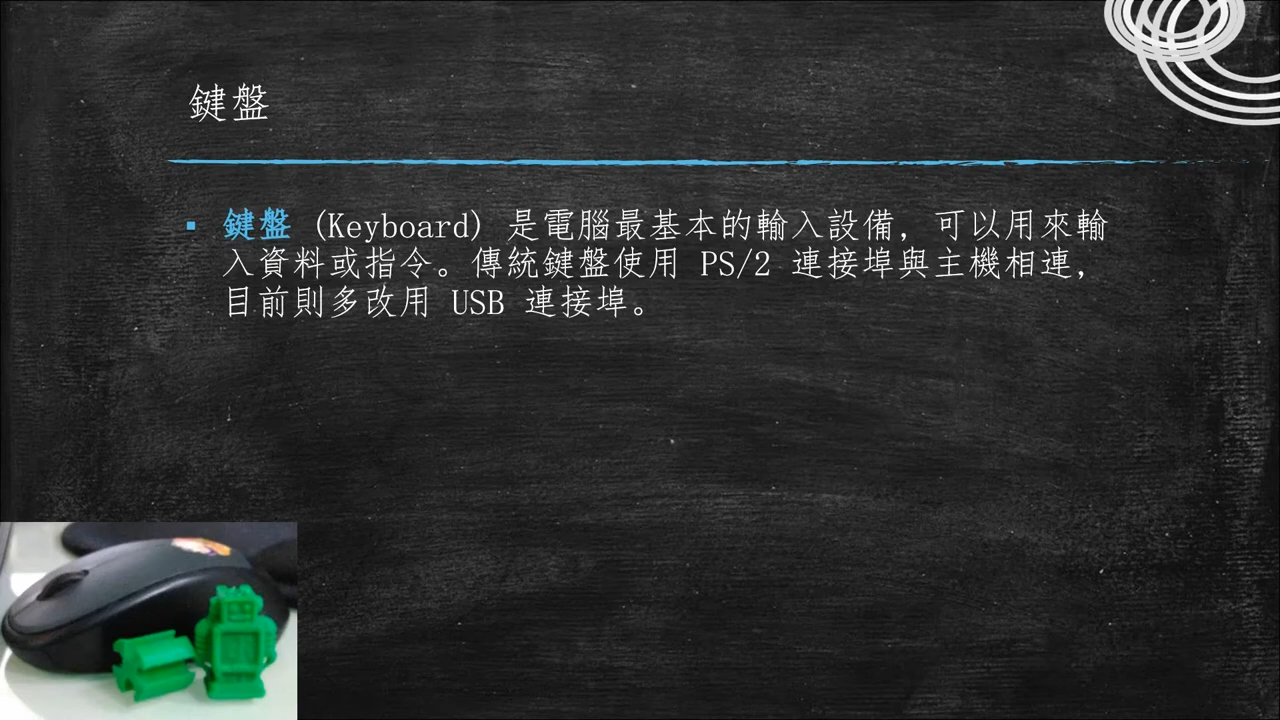 鍵盤
▪ 鍵盤 (Keyboard) 是電腦最基本的輸入設備，可以用來輸
入資料或指令。傳統鍵盤使用 PS/2 連接埠與主機相連，
目前則多改用 USB 連接埠。